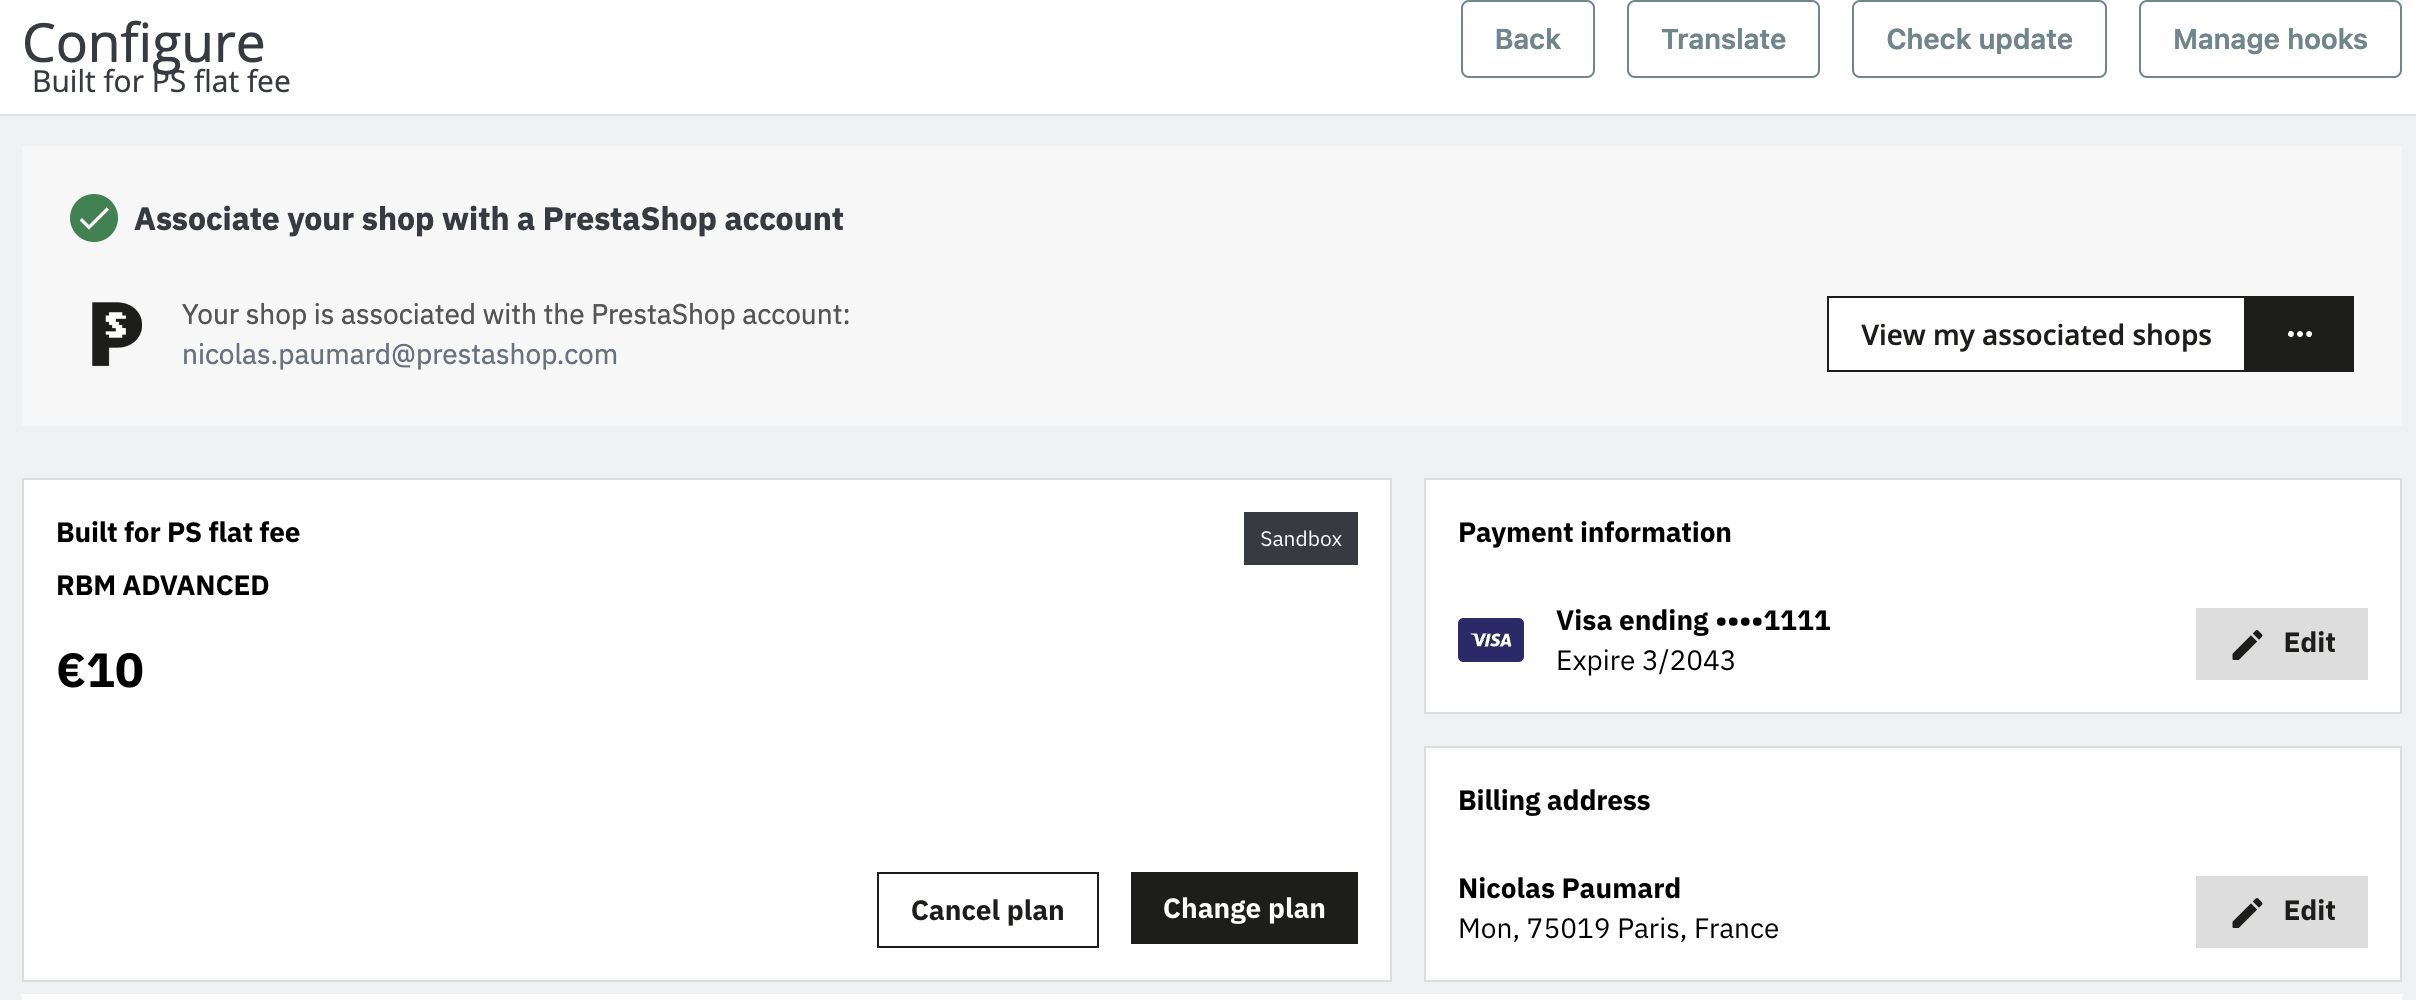 Configure
Built for PS flat fee
Back
Translate
Check update
Manage hooks
Associate your shop with a PrestaShop account
Your shop is associated with the PrestaShop account:
nicolas.paumard@prestashop.com
View my associated shops
•••
Built for PS flat fee
Sandbox
RBM ADVANCED
€10
Cancel plan
Change plan
Payment information
VISA
Visa ending ••••1111
Expire 3/2043
Edit
Billing address
Nicolas Paumard
Mon, 75019 Paris, France
Edit